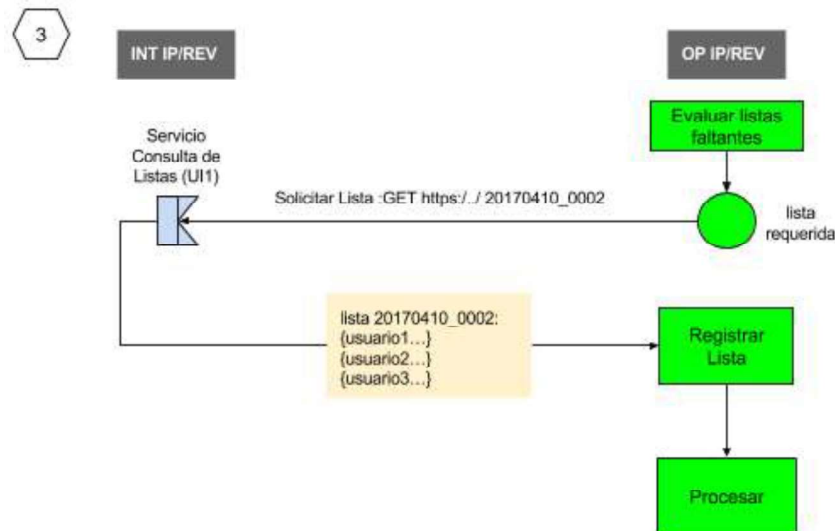 3
INT IP/REV
OP IP/REV
Evaluar listas
faltantes
Servicio
Consulta de
Listas (UI1)
Solicitar Lista :GET https:/../ 20170410_0002
lista
requerida
lista 20170410_0002:
{usuario1...}
{usuario2...}
{usuario3...}
Registrar
Lista
Procesar